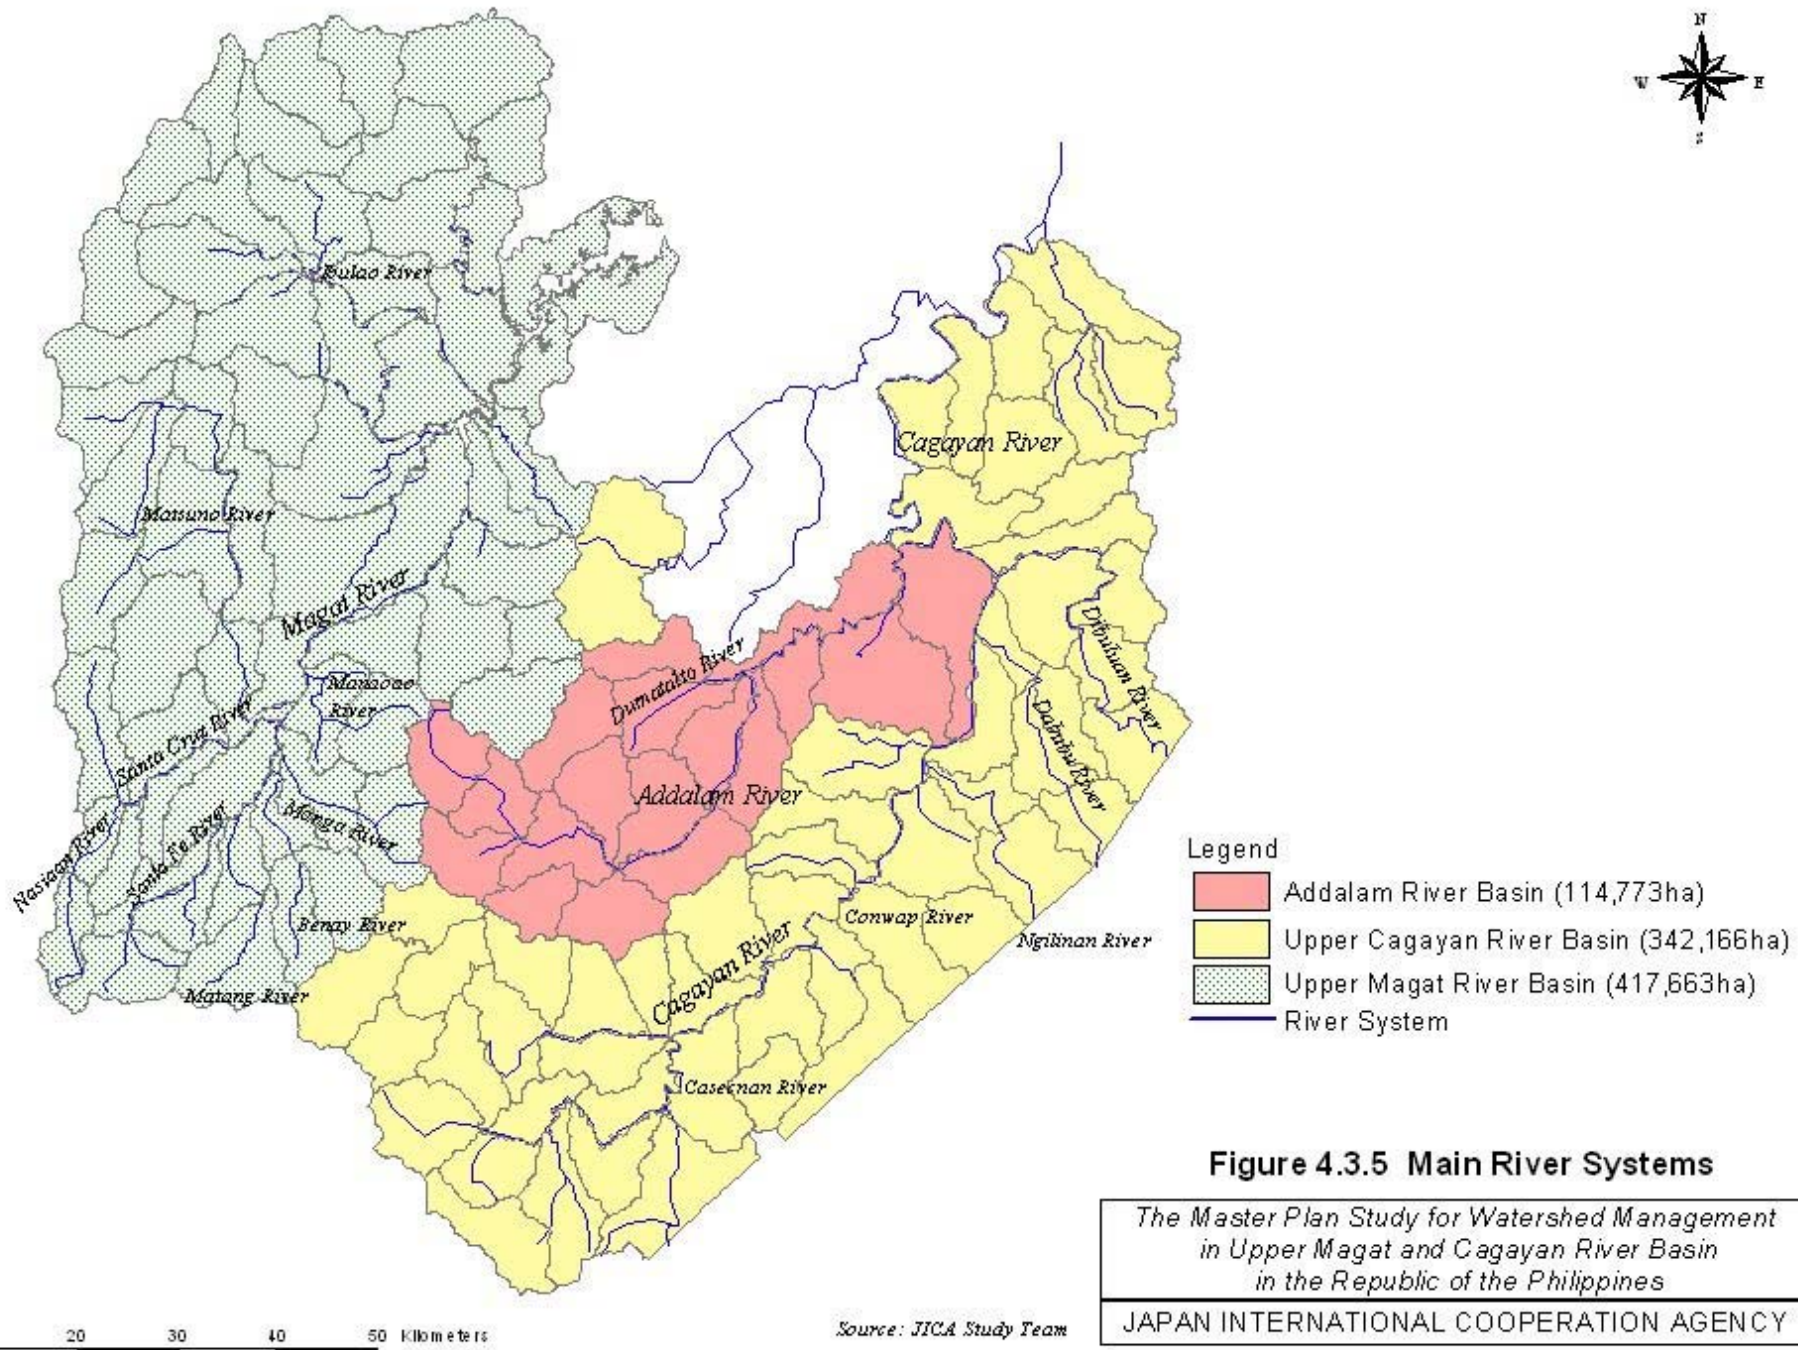 N
W E
S
Ibulao River
Cagayan River
Matsuno River
Magat River
Dibuluan River
Dumatalto River
Manaoao
River
Santa Cruz River
Dabubu River
Addalam River
Manga River
Santa Fe River
Nasiaan River
Legend
Addalam River Basin (114,773ha)
Upper Cagayan River Basin (342,166ha)
Upper Magat River Basin (417,663ha)
River System
Benay River
Conwap River
Ngilinan River
Cagayan River
Matang River
Casecnan River
Figure 4.3.5 Main River Systems
The Master Plan Study for Watershed Management
in Upper Magat and Cagayan River Basin
in the Republic of the Philippines
JAPAN INTERNATIONAL COOPERATION AGENCY
Source: JICA Study Team
20 30 40 50 Kilometers